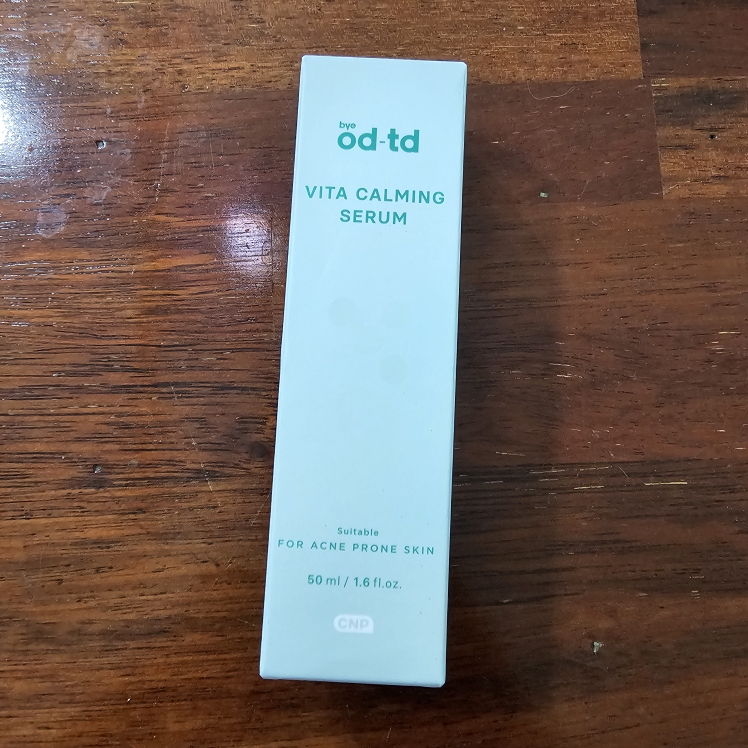 bye
od-td
VITA CALMING
SERUM
Suitable
FOR ACNE PRONE SKIN
50 ml / 1.6 fl.oz.
CNP